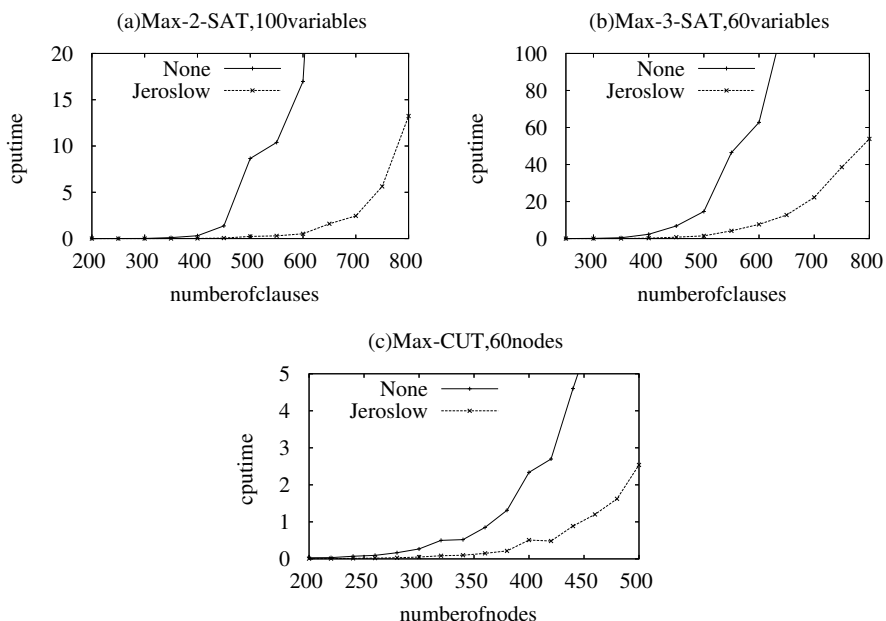 (a)Max-2-SAT,100variables
20
15
10
5
0
cputime
None
Jeroslow
200 300 400 500 600 700 800
numberofclauses
(b)Max-3-SAT,60variables
100
80
60
40
20
0
cputime
None
Jeroslow
300 400 500 600 700 800
numberofclauses
(c)Max-CUT,60nodes
5
4
3
2
1
0
cputime
None
Jeroslow
200 250 300 350 400 450 500
numberofnodes